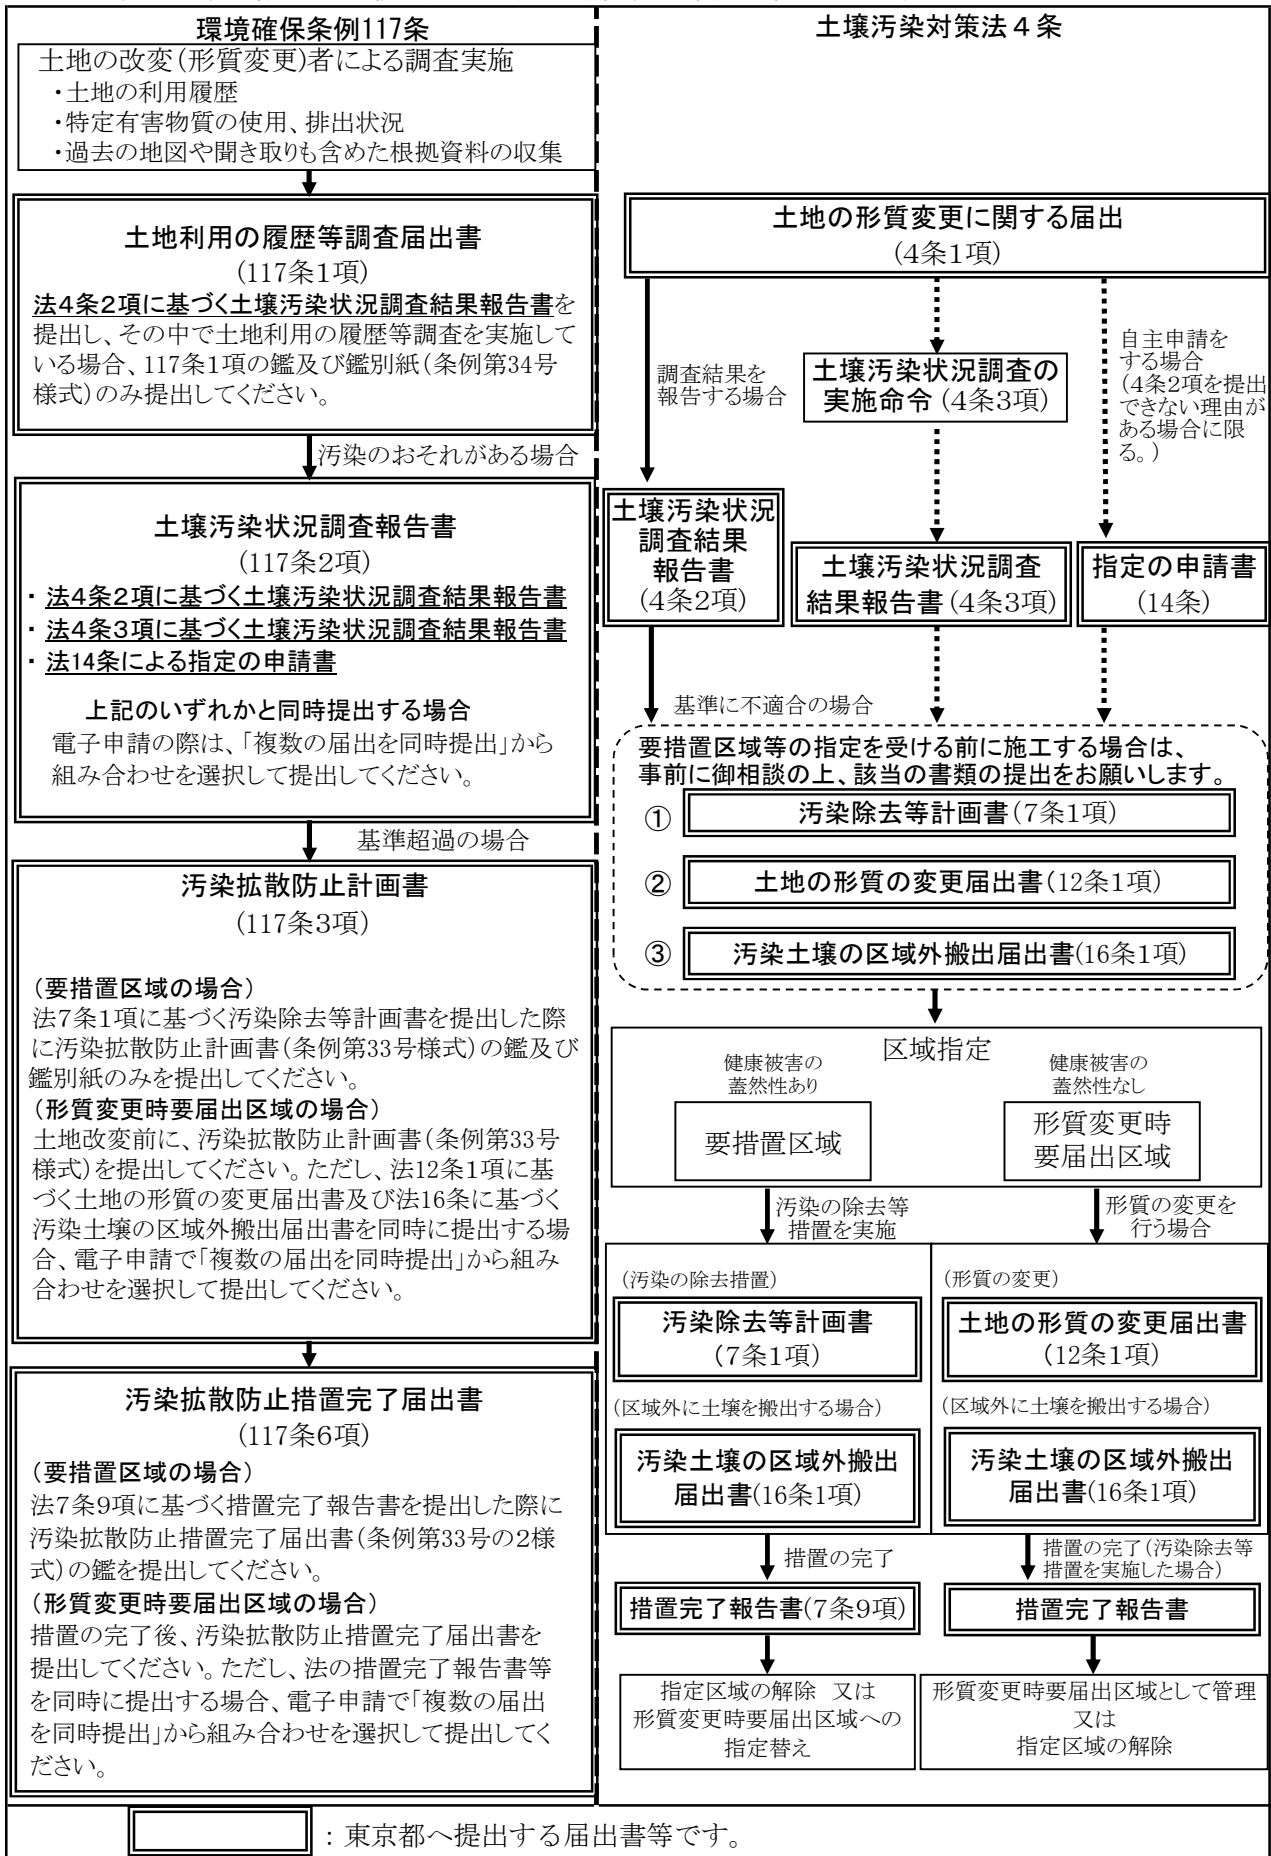 環境確保条例117条
土地の改変(形質変更)者による調査実施
・土地の利用履歴
・特定有害物質の使用、排出状況
・過去の地図や聞き取りも含めた根拠資料の収集
土地利用の履歴等調査届出書
(117条1項)
法4条2項に基づく土壌汚染状況調査結果報告書を
提出し、その中で土地利用の履歴等調査を実施して
いる場合、117条1項の鑑及び鑑別紙(条例第34号
様式)のみ提出してください。
汚染のおそれがある場合
土壌汚染状況調査報告書
(117条2項)
・法4条2項に基づく土壌汚染状況調査結果報告書
・法4条3項に基づく土壌汚染状況調査結果報告書
・法14条による指定の申請書
上記のいずれかと同時提出する場合
電子申請の際は、「複数の届出を同時提出」から
組み合わせを選択して提出してください。
基準超過の場合
汚染拡散防止計画書
(117条3項)
(要措置区域の場合)
法7条1項に基づく汚染除去等計画書を提出した際
に汚染拡散防止計画書(条例第33号様式)の鑑及び
鑑別紙のみを提出してください。
(形質変更時要届出区域の場合)
土地改変前に、汚染拡散防止計画書(条例第33号
様式)を提出してください。ただし、法12条1項に基
づく土地の形質の変更届出書及び法16条に基づく
汚染土壌の区域外搬出届出書を同時に提出する場
合、電子申請で「複数の届出を同時提出」から組み
合わせを選択して提出してください。
汚染拡散防止措置完了届出書
(117条6項)
(要措置区域の場合)
法7条9項に基づく措置完了報告書を提出した際に
汚染拡散防止措置完了届出書(条例第33号の2様
式)の鑑を提出してください。
(形質変更時要届出区域の場合)
措置の完了後、汚染拡散防止措置完了届出書を
提出してください。ただし、法の措置完了報告書等
を同時に提出する場合、電子申請で「複数の届出
を同時提出」から組み合わせを選択して提出してく
ださい。
土壌汚染対策法4条
土地の形質変更に関する届出
(4条1項)
調査結果を
報告する場合
土壌汚染状況調査の
実施命令(4条3項)
自主申請を
する場合
(4条2項を提出
できない理由が
ある場合に限
る。)
土壌汚染状況
調査結果
報告書
(4条2項)
土壌汚染状況調査
結果報告書(4条3項)
指定の申請書
(14条)
基準に不適合の場合
要措置区域等の指定を受ける前に施工する場合は、
事前に御相談の上、該当の書類の提出をお願いします。
① 汚染除去等計画書(7条1項)
② 土地の形質の変更届出書(12条1項)
③ 汚染土壌の区域外搬出届出書(16条1項)
区域指定
健康被害の
蓋然性あり
要措置区域
健康被害の
蓋然性なし
形質変更時
要届出区域
汚染の除去等
措置を実施
形質の変更を
行う場合
(汚染の除去措置)
汚染除去等計画書
(7条1項)
(区域外に土壌を搬出する場合)
汚染土壌の区域外搬出
届出書(16条1項)
(形質の変更)
土地の形質の変更届出書
(12条1項)
(区域外に土壌を搬出する場合)
汚染土壌の区域外搬出
届出書(16条1項)
措置の完了
措置の完了(汚染除去等
措置を実施した場合)
措置完了報告書(7条9項)
措置完了報告書
指定区域の解除 又は
形質変更時要届出区域への
指定替え
形質変更時要届出区域として管理
又は
指定区域の解除
:東京都へ提出する届出書等です。